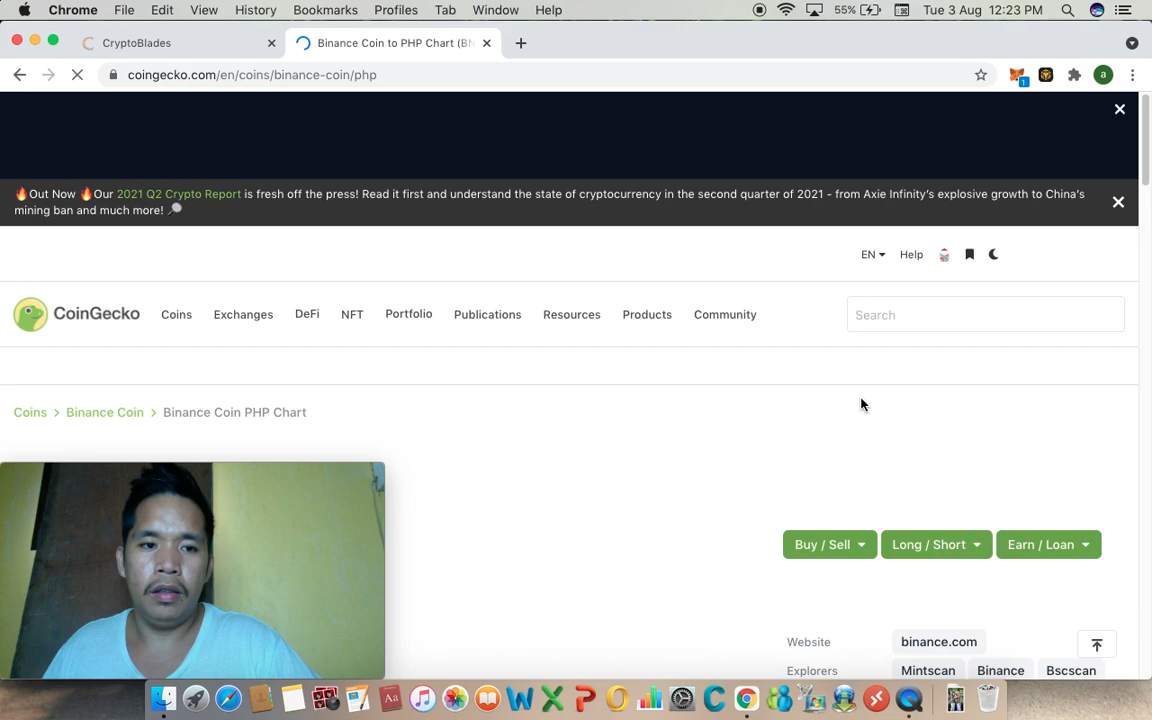 Chrome File Edit View History Bookmarks Profiles Tab Window Help 55% Tue 3 Aug 12:23 PM
CryptoBlades Binance Coin to PHP Chart (BN
coingecko.com/en/coins/binance-coin/php 1 a
🔥Out Now 🔥Our 2021 Q2 Crypto Report is fresh off the press! Read it first and understand the state of cryptocurrency in the second quarter of 2021 - from Axie Infinity's explosive growth to China's
mining ban and much more! 🔎
EN Help
CoinGecko Coins Exchanges DeFi NFT Portfolio Publications Resources Products Community Search
Coins > Binance Coin > Binance Coin PHP Chart
Buy / Sell Long / Short Earn / Loan
Website binance.com
Explorers Mintscan Binance Bscscan